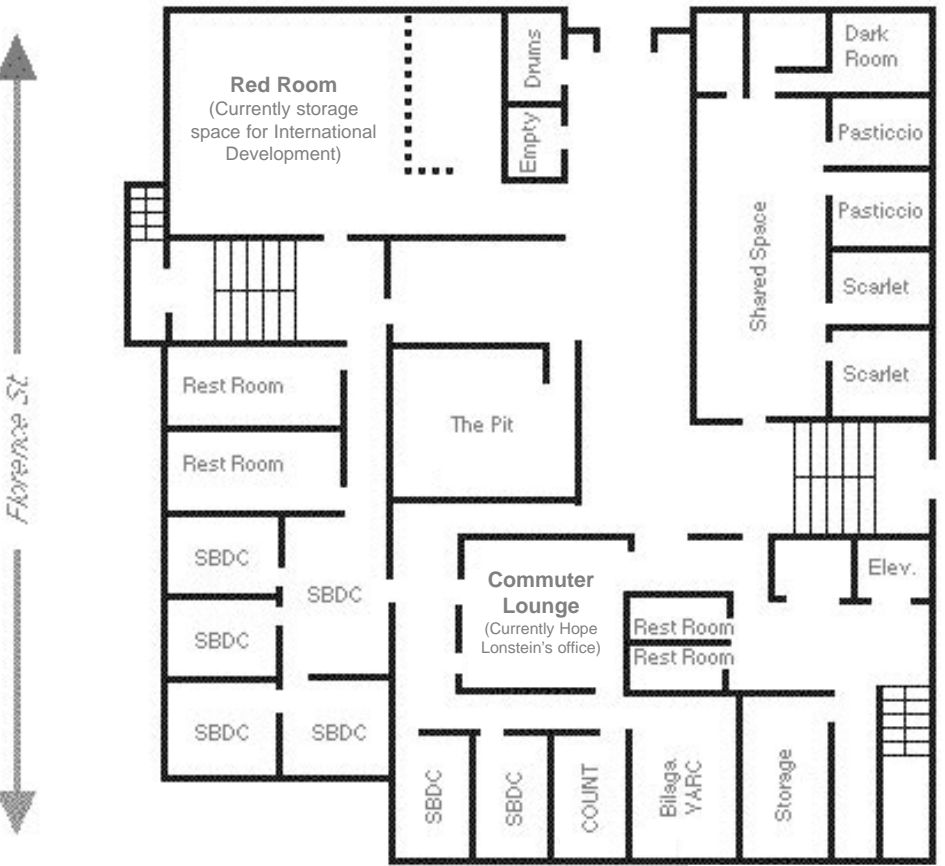 Florence St.
Red Room
(Currently storage
space for International
Development)
Drums
Empty
Dark
Room
Pasticcio
Pasticcio
Shared Space
Scarlet
Scarlet
Rest Room
Rest Room
The Pit
SBDC
SBDC
SBDC
SBDC
SBDC
Commuter
Lounge
(Currently Hope
Lonstein's office)
Rest Room
Rest Room
Elev.
SBDC
SBDC
COUNT
Bilaga.
YARC
Storage